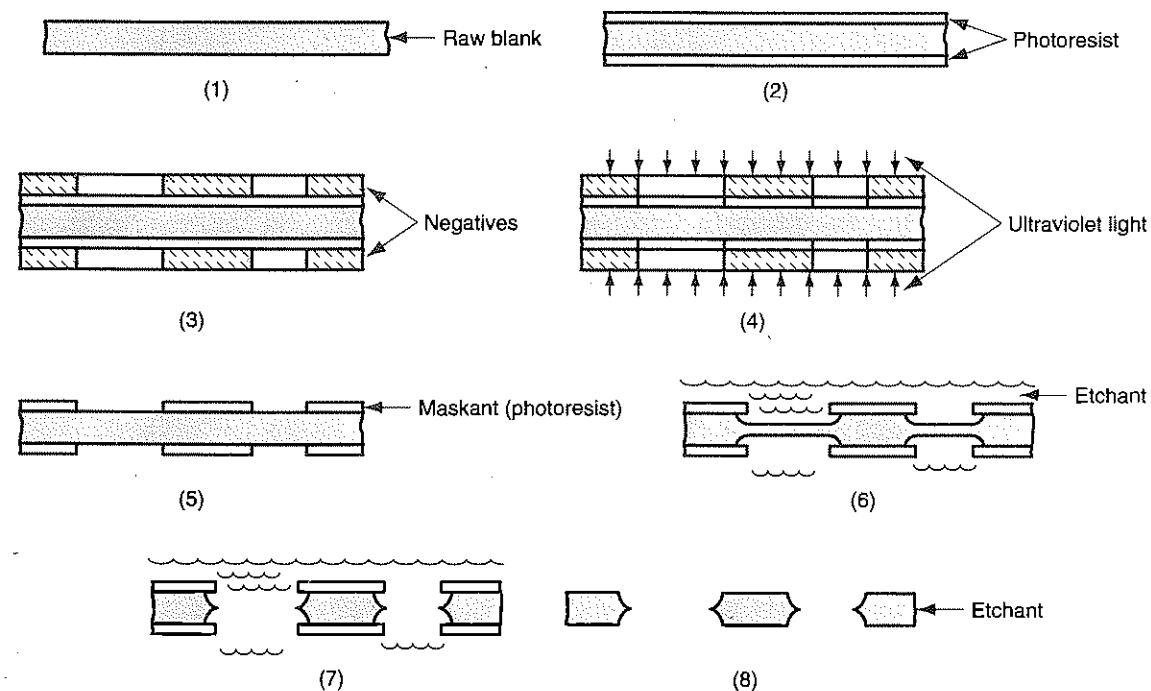 Raw blank
(1)
Photoresist
(2)
Negatives
(3)
Ultraviolet light
(4)
Maskant (photoresist)
(5)
Etchant
(6)
(7)
Etchant
(8)